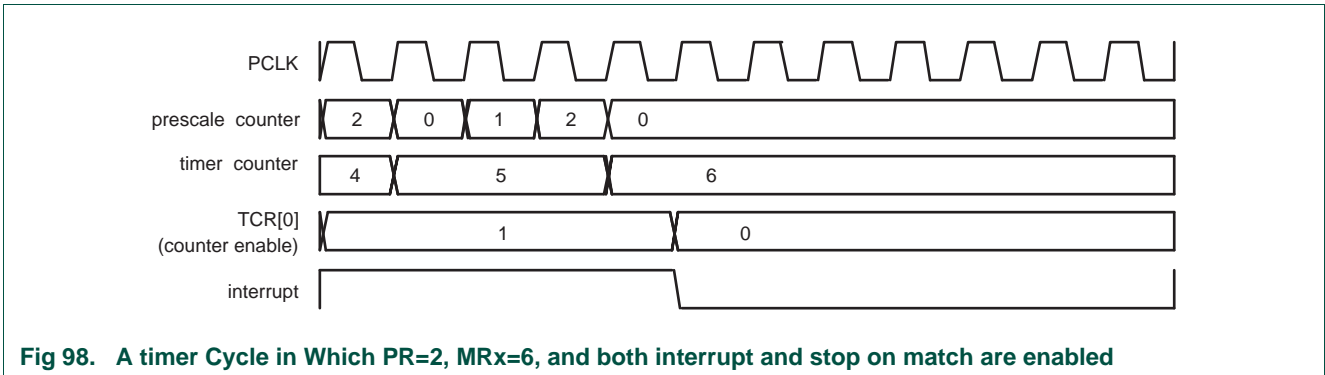 PCLK
prescale counter 2 0 1 2 0
timer counter 4 5 6
TCR[0]
(counter enable) 1 0
interrupt
Fig 98. A timer Cycle in Which PR=2, MRx=6, and both interrupt and stop on match are enabled